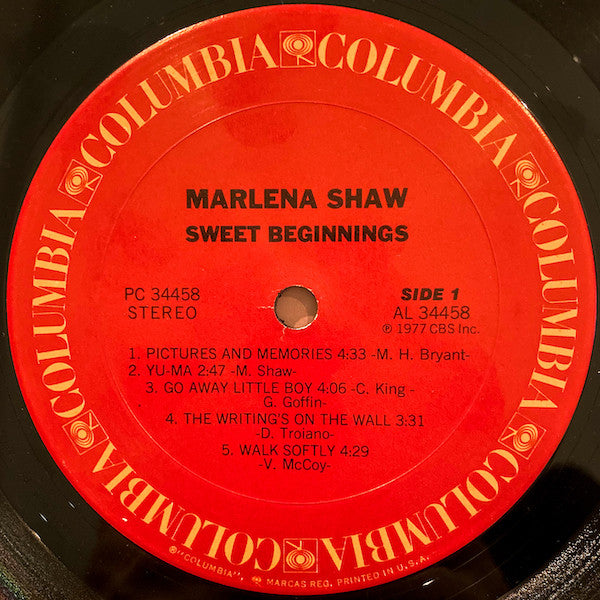 COLUMBIA COLUMBIA COLUMBIA COLUMBIA COLUMBIA COLUMBIA
MARLENA SHAW
SWEET BEGINNINGS
PC 34458
STEREO
SIDE 1
AL 34458
℗ 1977 CBS Inc.
1. PICTURES AND MEMORIES 4:33 -M. H. Bryant-
2. YU-MA 2:47 -M. Shaw-
3. GO AWAY LITTLE BOY 4:06 -C. King -
G. Goffin-
4. THE WRITING'S ON THE WALL 3:31
-D. Troiano-
5. WALK SOFTLY 4:29
-V. McCoy-
®"COLUMBIA", MARCAS REG. PRINTED IN U.S.A.